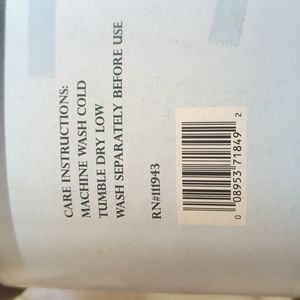 CARE INSTRUCTIONS:
MACHINE WASH COLD
TUMBLE DRY LOW
WASH SEPARATELY BEFORE USE
RN#111943
0 08953 71849 2